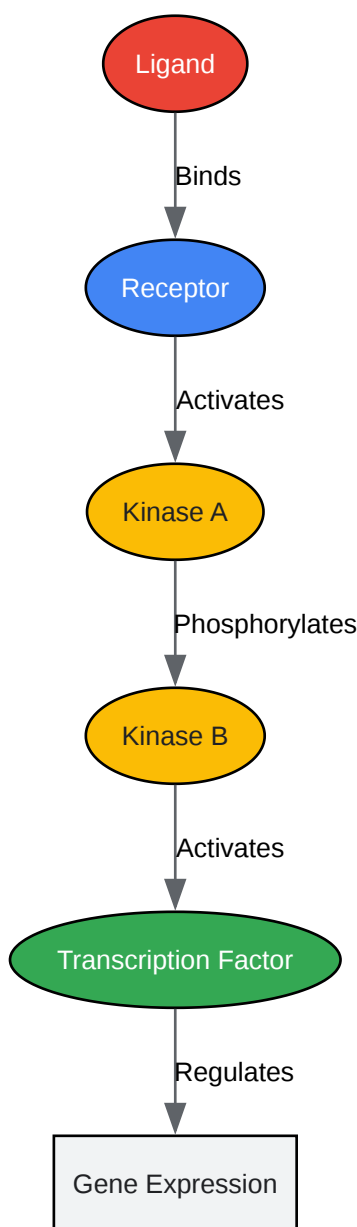 Ligand
Binds
Receptor
Activates
Kinase A
Phosphorylates
Kinase B
Activates
Transcription Factor
Regulates
Gene Expression